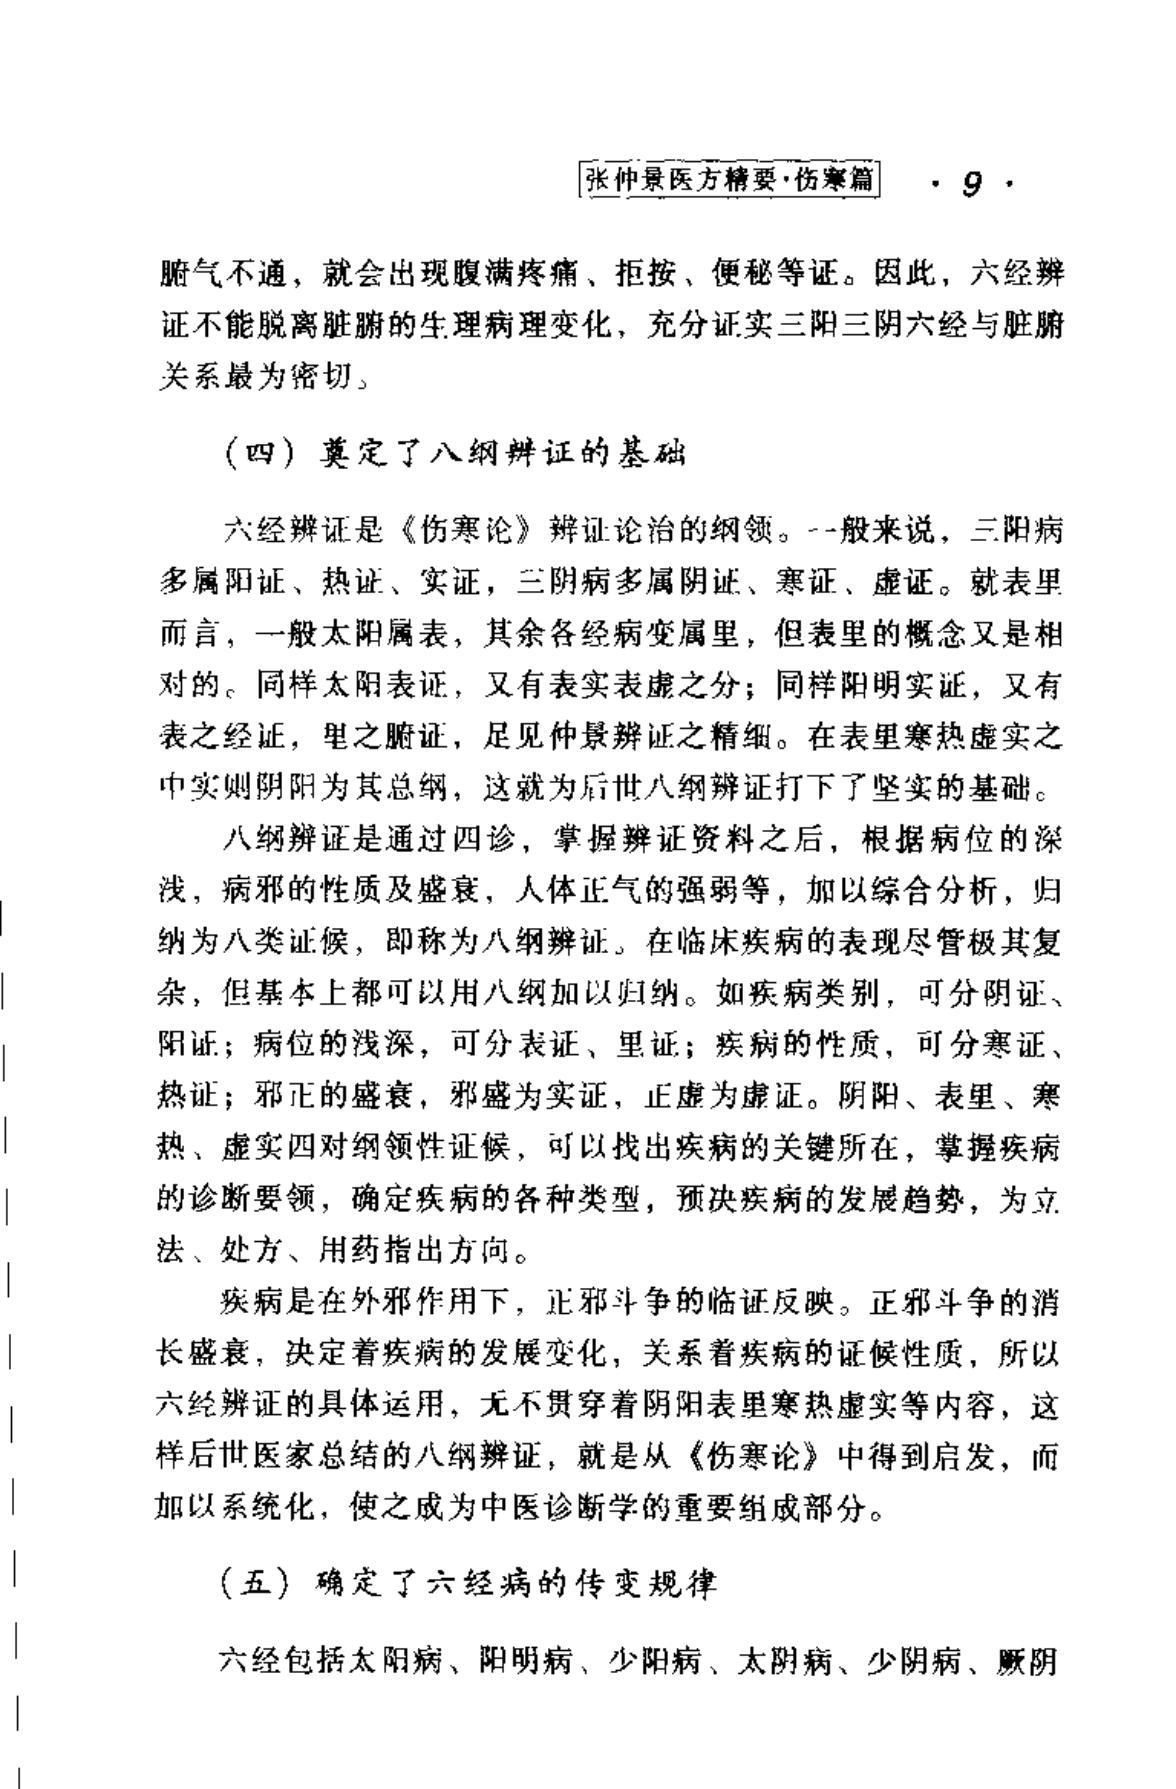 张仲景医方精要·伤寒篇 · 9 ·
腑气不通，就会出现腹满疼痛、拒按、便秘等证。因此，六经辨
证不能脱离脏腑的生理病理变化，充分证实三阳三阴六经与脏腑
关系最为密切。
（四）奠定了八纲辨证的基础
六经辨证是《伤寒论》辨证论治的纲领。一般来说，三阳病
多属阳证、热证、实证，三阴病多属阴证、寒证、虚证。就表里
而言，一般太阳属表，其余各经病变属里，但表里的概念又是相
对的。同样太阳表证，又有表实表虚之分；同样阳明实证，又有
表之经证，里之腑证，足见仲景辨证之精细。在表里寒热虚实之
中实则阴阳为其总纲，这就为后世八纲辨证打下了坚实的基础。
八纲辨证是通过四诊，掌握辨证资料之后，根据病位的深
浅，病邪的性质及盛衰，人体正气的强弱等，加以综合分析，归
纳为八类证候，即称为八纲辨证。在临床疾病的表现尽管极其复
杂，但基本上都可以用八纲加以归纳。如疾病类别，可分阴证、
阳证；病位的浅深，可分表证、里证；疾病的性质，可分寒证、
热证；邪正的盛衰，邪盛为实证，正虚为虚证。阴阳、表里、寒
热、虚实四对纲领性证候，可以找出疾病的关键所在，掌握疾病
的诊断要领，确定疾病的各种类型，预决疾病的发展趋势，为立
法、处方、用药指出方向。
疾病是在外邪作用下，正邪斗争的临证反映。正邪斗争的消
长盛衰，决定着疾病的发展变化，关系着疾病的证候性质，所以
六经辨证的具体运用，无不贯穿着阴阳表里寒热虚实等内容，这
样后世医家总结的八纲辨证，就是从《伤寒论》中得到启发，而
加以系统化，使之成为中医诊断学的重要组成部分。
（五）确定了六经病的传变规律
六经包括太阳病、阳明病、少阳病、太阴病、少阴病、厥阴